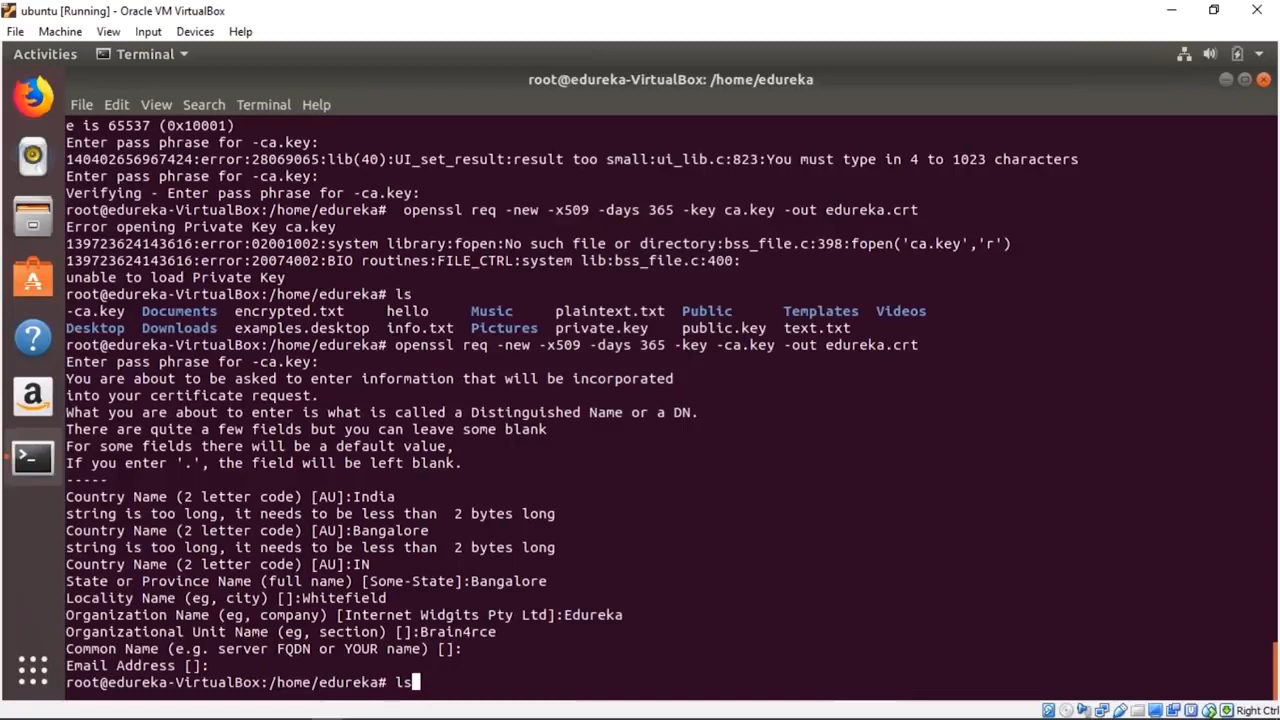 ubuntu [Running] - Oracle VM VirtualBox
File Machine View Input Devices Help
Activities Terminal
root@edureka-VirtualBox: /home/edureka
File Edit View Search Terminal Help
e is 65537 (0x10001)
Enter pass phrase for -ca.key:
140402656967424:error:28069065:lib(40):UI_set_result:result too small:ui_lib.c:823:You must type in 4 to 1023 characters
Enter pass phrase for -ca.key:
Verifying - Enter pass phrase for -ca.key:
root@edureka-VirtualBox:/home/edureka#  openssl req -new -x509 -days 365 -key ca.key -out edureka.crt
Error opening Private Key ca.key
139723624143616:error:02001002:system library:fopen:No such file or directory:bss_file.c:398:fopen('ca.key','r')
139723624143616:error:20074002:BIO routines:FILE_CTRL:system lib:bss_file.c:400:
unable to load Private Key
root@edureka-VirtualBox:/home/edureka# ls
-ca.key Documents encrypted.txt hello Music plaintext.txt Public Templates Videos
Desktop Downloads examples.desktop info.txt Pictures private.key public.key text.txt
root@edureka-VirtualBox:/home/edureka# openssl req -new -x509 -days 365 -key -ca.key -out edureka.crt
Enter pass phrase for -ca.key:
You are about to be asked to enter information that will be incorporated
into your certificate request.
What you are about to enter is what is called a Distinguished Name or a DN.
There are quite a few fields but you can leave some blank
For some fields there will be a default value,
If you enter '.', the field will be left blank.
-----
Country Name (2 letter code) [AU]:India
string is too long, it needs to be less than  2 bytes long
Country Name (2 letter code) [AU]:Bangalore
string is too long, it needs to be less than  2 bytes long
Country Name (2 letter code) [AU]:IN
State or Province Name (full name) [Some-State]:Bangalore
Locality Name (eg, city) []:Whitefield
Organization Name (eg, company) [Internet Widgits Pty Ltd]:Edureka
Organizational Unit Name (eg, section) []:Brain4rce
Common Name (e.g. server FQDN or YOUR name) []:
Email Address []:
root@edureka-VirtualBox:/home/edureka# ls
Right Ctrl